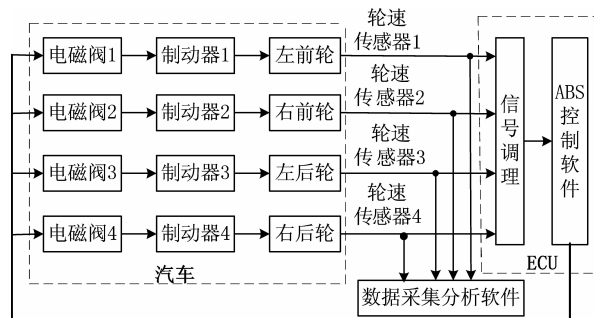 电磁阀1
制动器1
左前轮
轮速
传感器1
电磁阀2
制动器2
右前轮
轮速
传感器2
电磁阀3
制动器3
左后轮
轮速
传感器3
电磁阀4
制动器4
右后轮
轮速
传感器4
汽车
信号调理
ABS控制软件
ECU
数据采集分析软件